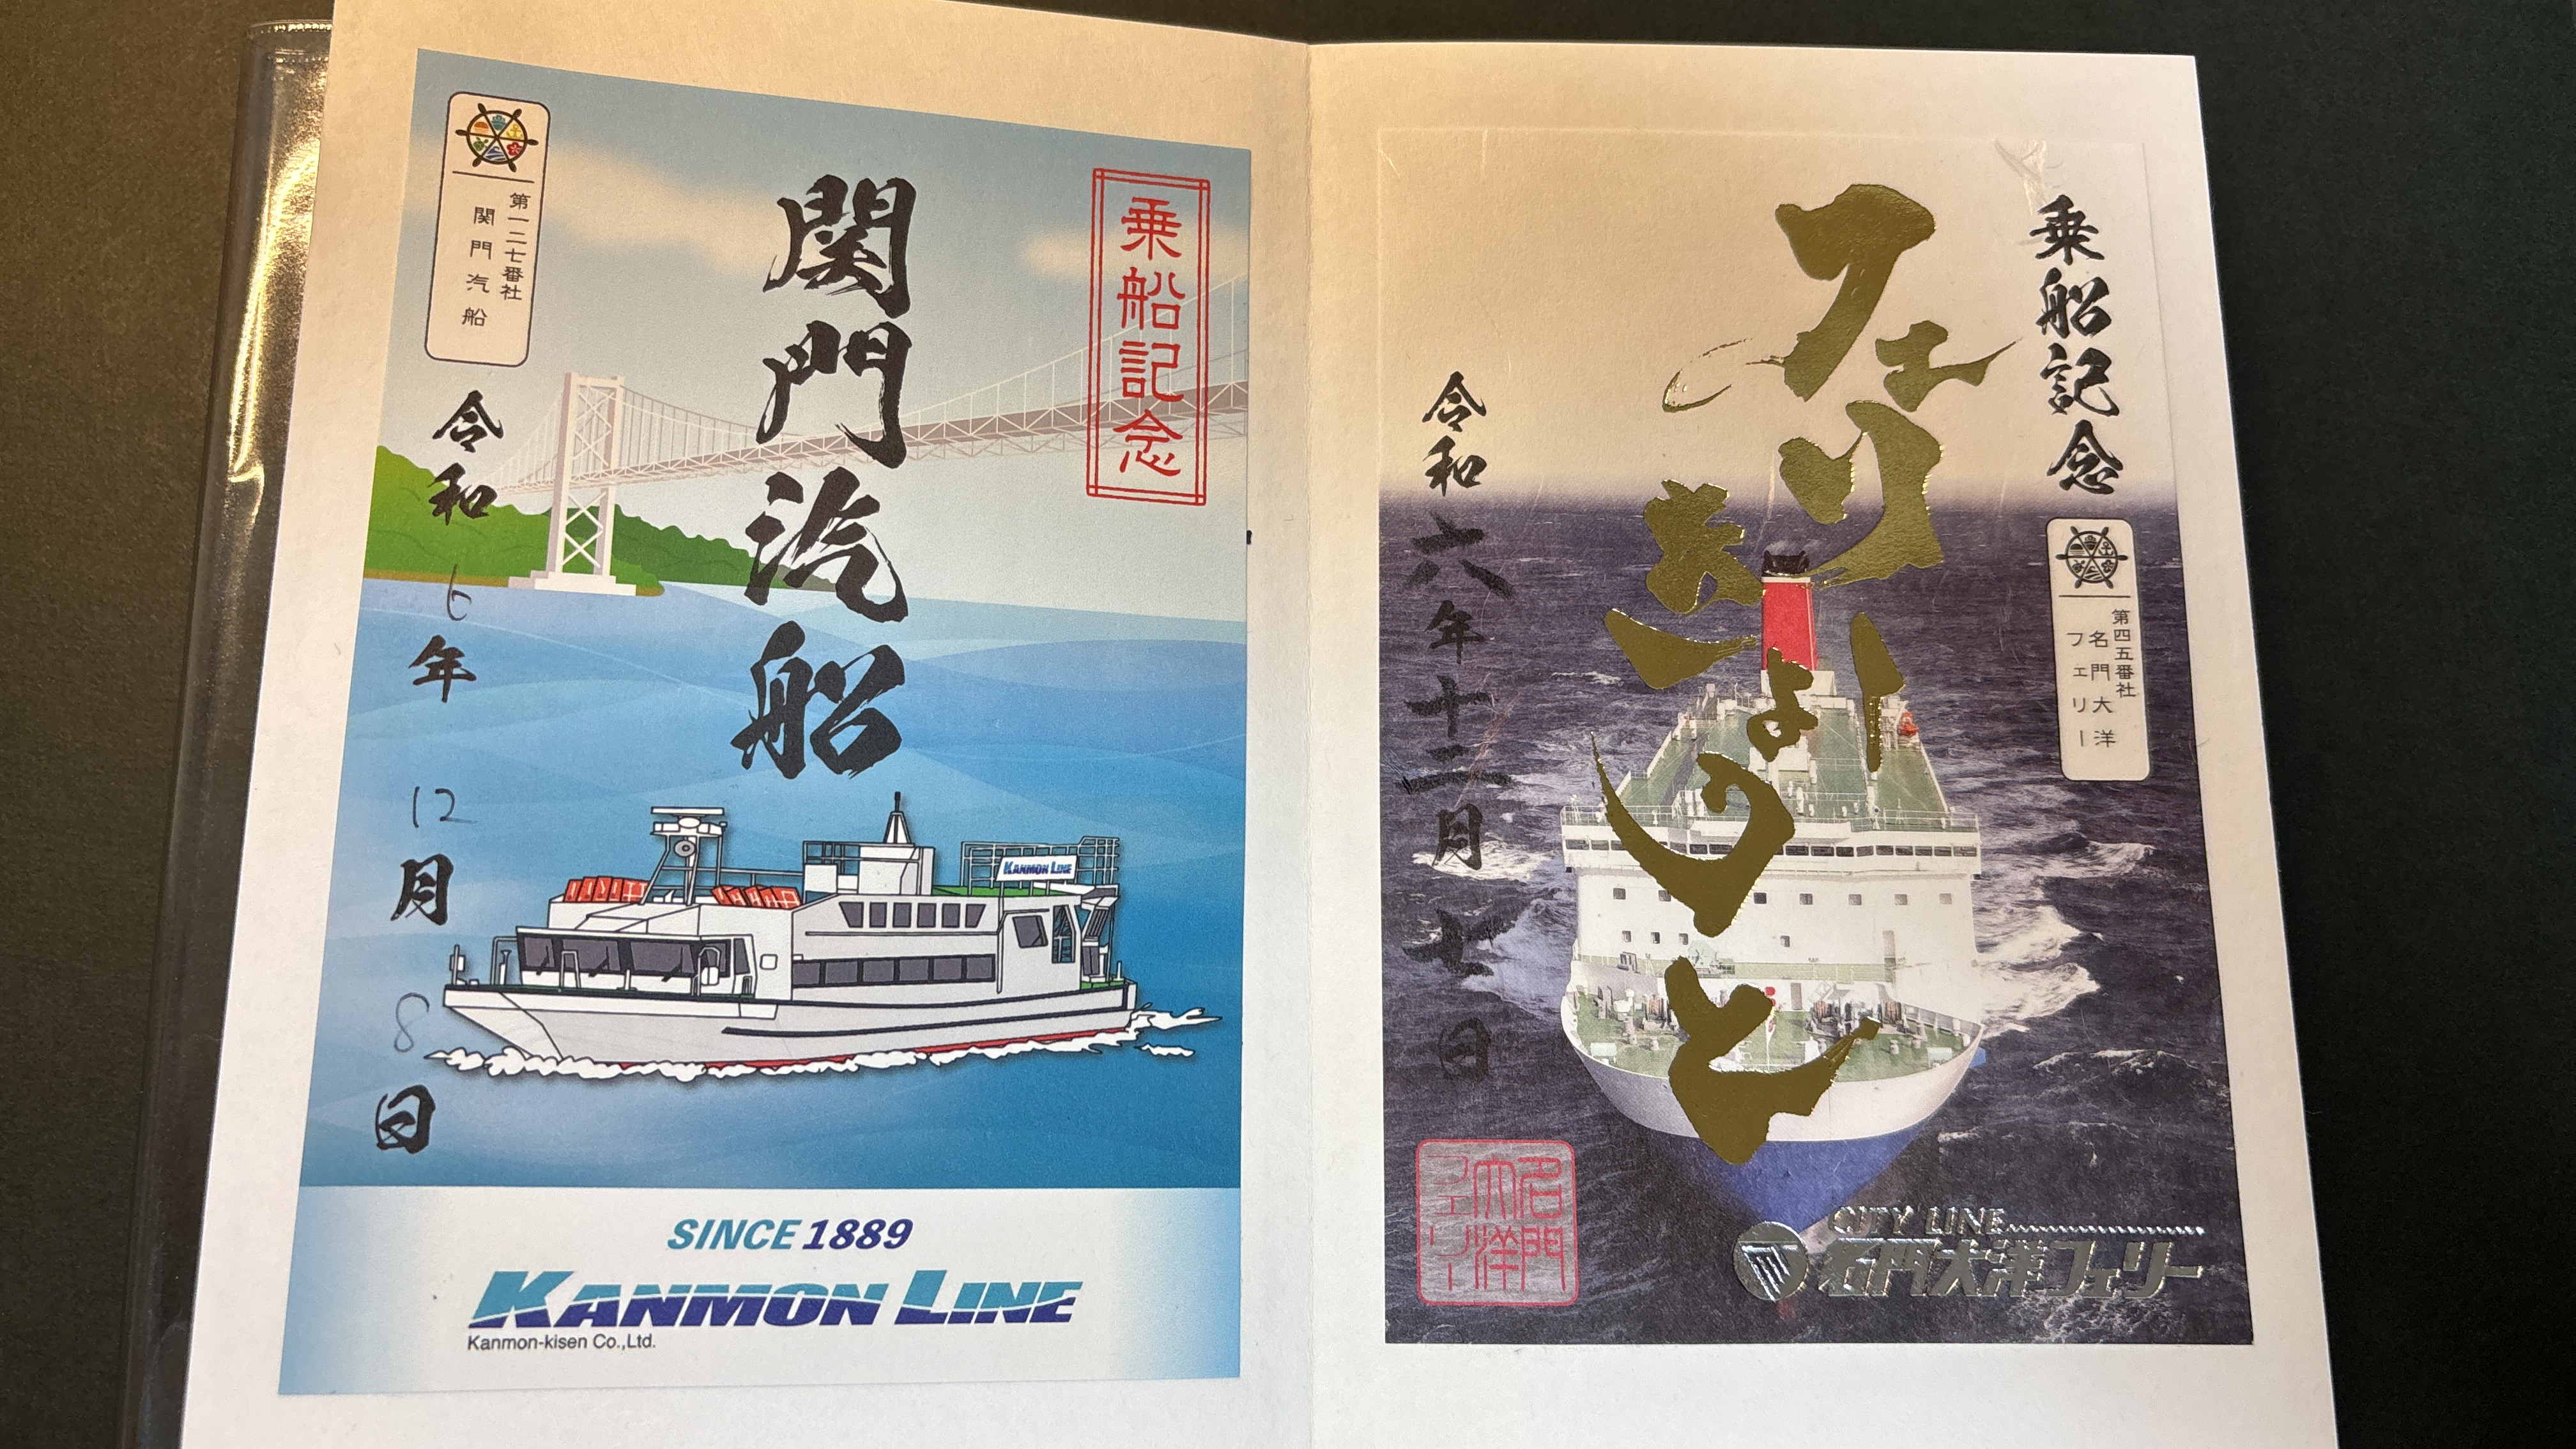 第一二七番社
関門汽船
乗船記念
関門汽船
令和6年12月8日
KANMON LINE
SINCE 1889
KANMON LINE
Kanmon-kisen Co.,Ltd.
乗船記念
フェリー
きょうと
令和六年十二月七日
第四五番社
名門大洋
フェリー
名門
大洋
フェリー
CITY LINE
名門大洋フェリー